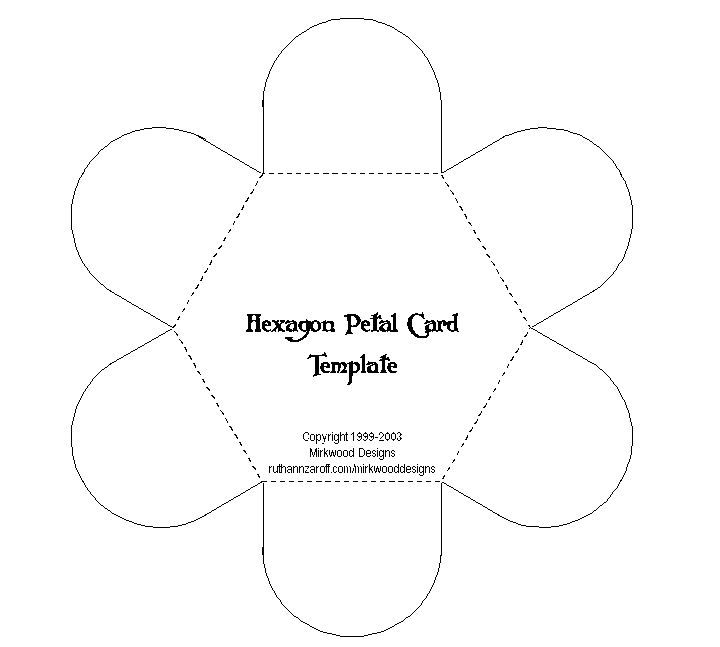 Hexagon Petal Card
Template
Copyright 1999-2003
Mirkwood Designs
ruthannzaroff.com/mirkwooddesigns